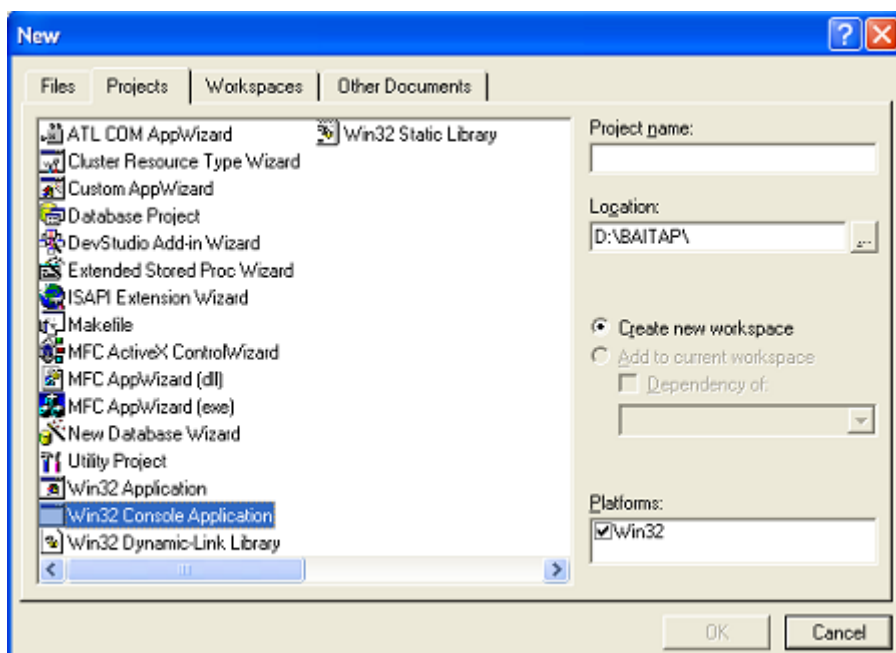 New
Files Projects Workspaces Other Documents
ATL COM AppWizard
Cluster Resource Type Wizard
Custom AppWizard
Database Project
DevStudio Add-in Wizard
Extended Stored Proc Wizard
ISAPI Extension Wizard
Makefile
MFC ActiveX ControlWizard
MFC AppWizard (dll)
MFC AppWizard (exe)
New Database Wizard
Utility Project
Win32 Application
Win32 Console Application
Win32 Dynamic-Link Library
Win32 Static Library
Project name:
Location:
D:\BAITAP\
...
Create new workspace
Add to current workspace
Dependency of:
Platforms:
Win32
OK Cancel